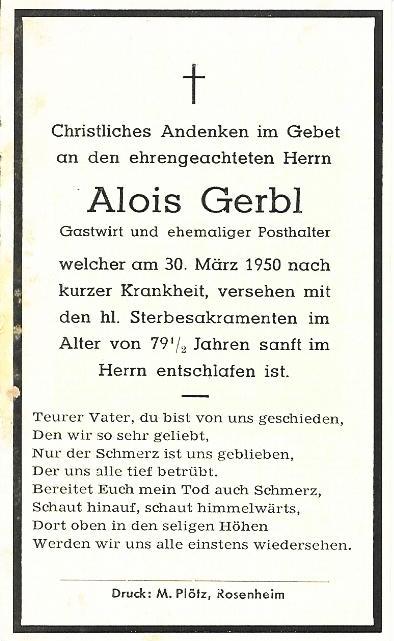 Christliches Andenken im Gebet
an den ehrengeachteten Herrn
Alois Gerbl
Gastwirt und ehemaliger Posthalter
welcher am 30. März 1950 nach
kurzer Krankheit, versehen mit
den hl. Sterbesakramenten im
Alter von 79½ Jahren sanft im
Herrn entschlafen ist.
Teurer Vater, du bist von uns geschieden,
Den wir so sehr geliebt,
Nur der Schmerz ist uns geblieben,
Der uns alle tief betrübt.
Bereitet Euch mein Tod auch Schmerz,
Schaut hinauf, schaut himmelwärts,
Dort oben in den seligen Höhen
Werden wir uns alle einstens wiedersehen.
Druck: M. Plötz, Rosenheim